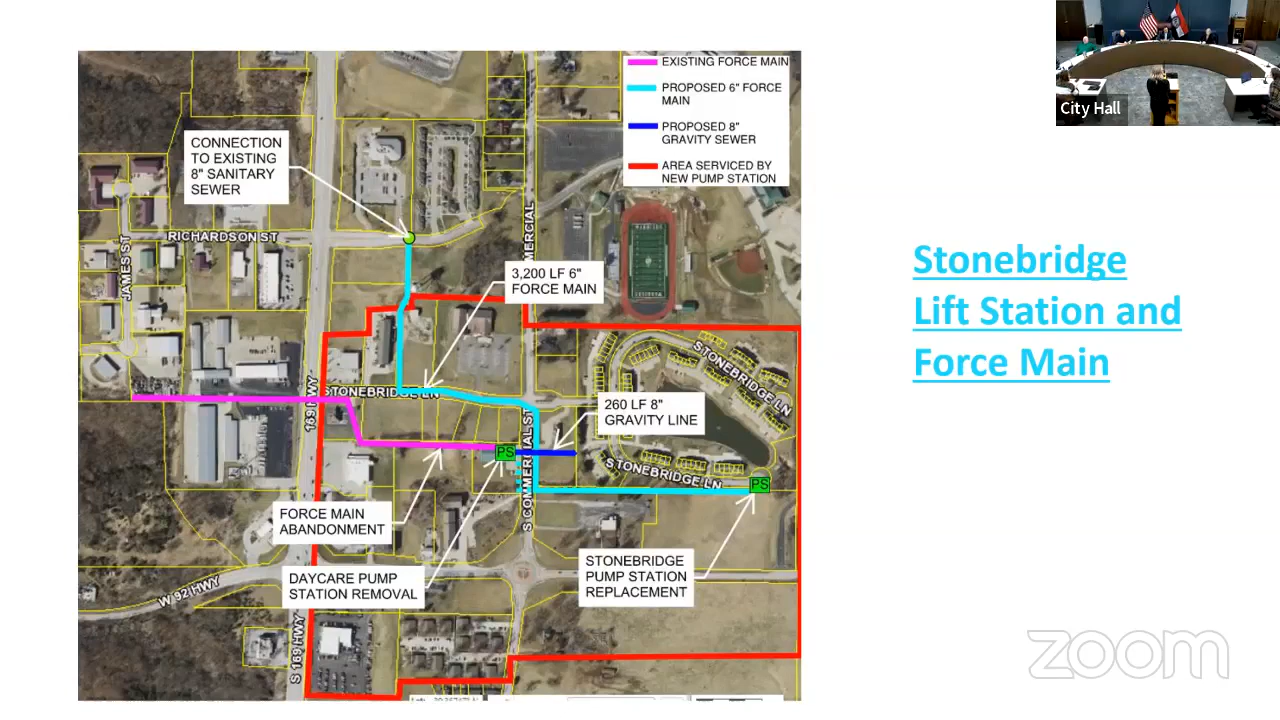 EXISTING FORCE MAIN
PROPOSED 6" FORCE
MAIN
PROPOSED 8"
GRAVITY SEWER
AREA SERVICED BY
NEW PUMP STATION
City Hall
CONNECTION
TO EXISTING
8" SANITARY
SEWER
RICHARDSON ST
JAMES ST
3,200 LF 6"
FORCE MAIN
Stonebridge
Lift Station and
Force Main
STONEBRIDGE LN
STONEBRIDGE LN
169 HWY
260 LF 8"
GRAVITY LINE
PS
STONEBRIDGE LN
PS
S COMMERCIAL ST
FORCE MAIN
ABANDONMENT
DAYCARE PUMP
STATION REMOVAL
STONEBRIDGE
PUMP STATION
REPLACEMENT
W 92 HWY
S 169 HWY
zoom